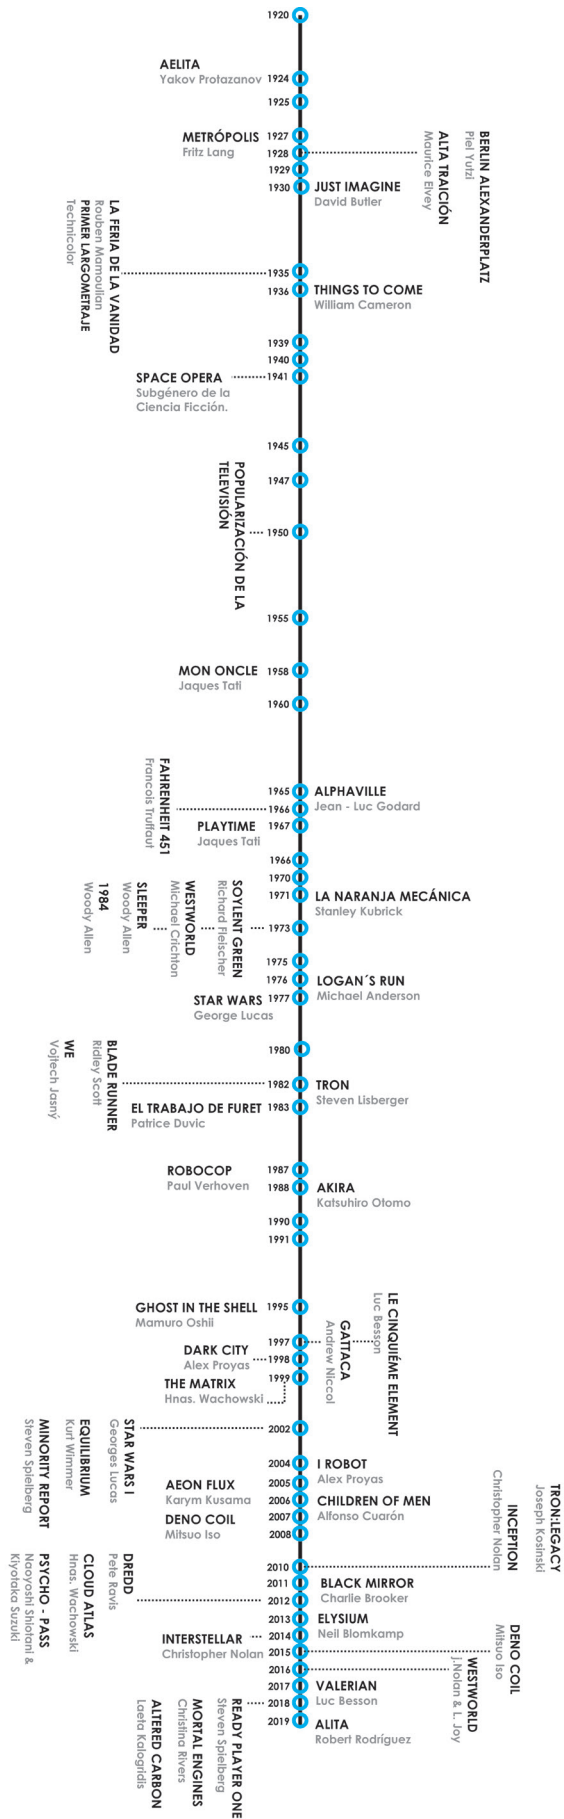 1920
AELITA
Yakov Protazanov
1924
1925
METRÓPOLIS
Fritz Lang
1927
1928
ALTA TRAICIÓN
Maurice Elvey
BERLIN ALEXANDERPLATZ
Piel Yutzi
1929
1930
JUST IMAGINE
David Butler
LA FERIA DE LA VANIDAD
Rouben Mamoulian
PRIMER LARGOMETRAJE
Technicolor
1935
1936
THINGS TO COME
William Cameron
1939
1940
1941
SPACE OPERA
Subgénero de la
Ciencia Ficción.
1945
1947
POPULARIZACIÓN DE LA
TELEVISIÓN
1950
1955
MON ONCLE
Jaques Tati
1958
1960
1965
ALPHAVILLE
Jean - Luc Godard
FAHRENHEIT 451
Francois Truffaut
1966
PLAYTIME
Jaques Tati
1967
1966
1970
1971
LA NARANJA MECÁNICA
Stanley Kubrick
SOYLENT GREEN
Richard Fleischer
WESTWORLD
Michael Crichton
SLEEPER
Woody Allen
1984
Woody Allen
1973
1975
1976
LOGAN´S RUN
Michael Anderson
STAR WARS
George Lucas
1977
1980
BLADE RUNNER
Ridley Scott
WE
Vojtech Jasný
1982
TRON
Steven Lisberger
EL TRABAJO DE FURET
Patrice Duvic
1983
ROBOCOP
Paul Verhoven
1987
1988
AKIRA
Katsuhiro Otomo
1990
1991
GHOST IN THE SHELL
Mamuro Oshii
1995
1997
GATTACA
Andrew Niccol
LE CINQUIÉME ELEMENT
Luc Besson
DARK CITY
Alex Proyas
1998
THE MATRIX
Hnas. Wachowski
1999
STAR WARS I
Georges Lucas
EQUILIBRIUM
Kurt Wimmer
MINORITY REPORT
Steven Spielberg
2002
2004
I ROBOT
Alex Proyas
AEON FLUX
Karym Kusama
2005
2006
CHILDREN OF MEN
Alfonso Cuarón
DENO COIL
Mitsuo Iso
2007
2008
2010
INCEPTION
Christopher Nolan
TRON:LEGACY
Joseph Kosinski
2011
BLACK MIRROR
Charlie Brooker
DREDD
Pete Ravis
CLOUD ATLAS
Hnas. Wachowski
PSYCHO - PASS
Naoyoshi Shiotani &
Kiyotaka Suzuki
2012
2013
ELYSIUM
Neil Blomkamp
INTERSTELLAR
Christopher Nolan
2014
2015
DENO COIL
Mitsuo Iso
2016
WESTWORLD
j.Nolan & L. Joy
2017
VALERIAN
Luc Besson
READY PLAYER ONE
Steven Spielberg
MORTAL ENGINES
Christina Rivers
ALTERED CARBON
Laeta Kalogridis
2018
2019
ALITA
Robert Rodríguez